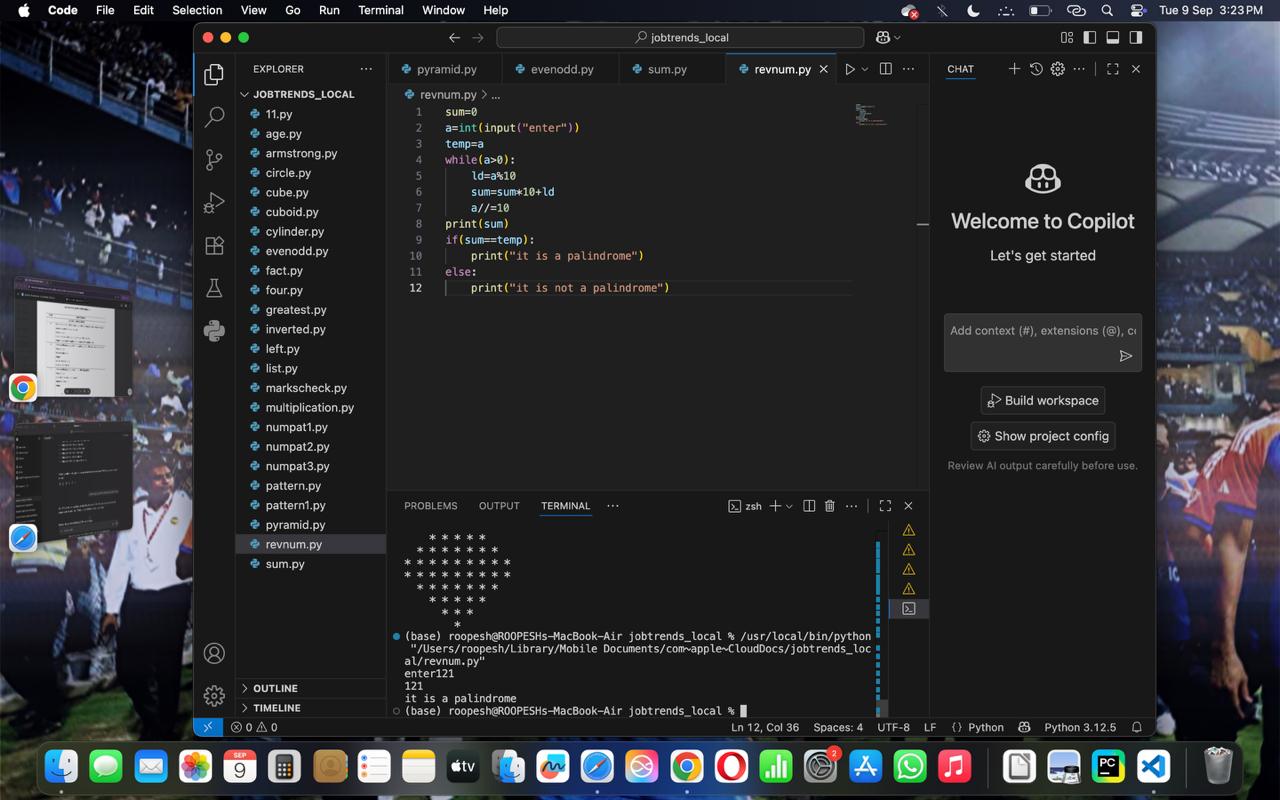 Code File Edit Selection View Go Run Terminal Window Help
Tue 9 Sep 3:23 PM
jobtrends_local
EXPLORER
JOBTRENDS_LOCAL
11.py
age.py
armstrong.py
circle.py
cube.py
cuboid.py
cylinder.py
evenodd.py
fact.py
four.py
greatest.py
inverted.py
left.py
list.py
markscheck.py
multiplication.py
numpat1.py
numpat2.py
numpat3.py
pattern.py
pattern1.py
pyramid.py
revnum.py
sum.py
OUTLINE
TIMELINE
pyramid.py evenodd.py sum.py revnum.py
revnum.py > ...
1 sum=0
2 a=int(input("enter"))
3 temp=a
4 while(a>0):
5 ld=a%10
6 sum=sum*10+ld
7 a//=10
8 print(sum)
9 if(sum==temp):
10 print("it is a palindrome")
11 else:
12 print("it is not a palindrome")
PROBLEMS OUTPUT TERMINAL ...
zsh
* * * * *
* * * * * * *
* * * * * * * * *
* * * * * * * * *
* * * * * * *
* * * * *
* * *
*
(base) roopesh@ROOPESHs-MacBook-Air jobtrends_local % /usr/local/bin/python
"/Users/roopesh/Library/Mobile Documents/com~apple~CloudDocs/jobtrends_loc
al/revnum.py"
enter121
121
it is a palindrome
(base) roopesh@ROOPESHs-MacBook-Air jobtrends_local %
CHAT
Welcome to Copilot
Let's get started
Add context (#), extensions (@), co
Build workspace
Show project config
Review AI output carefully before use.
0 0
Ln 12, Col 36 Spaces: 4 UTF-8 LF {} Python Python 3.12.5
SEP
9
tv
2
PC